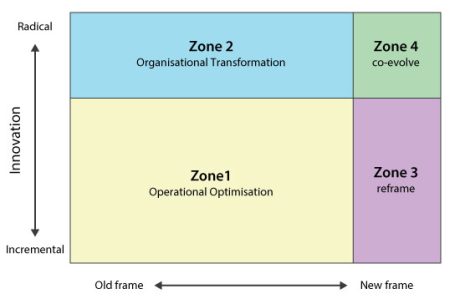 Radical
Zone 2
Organisational Transformation
Zone 4
co-evolve
Innovation
Zone1
Operational Optimisation
Zone 3
reframe
Incremental
Old frame
New frame